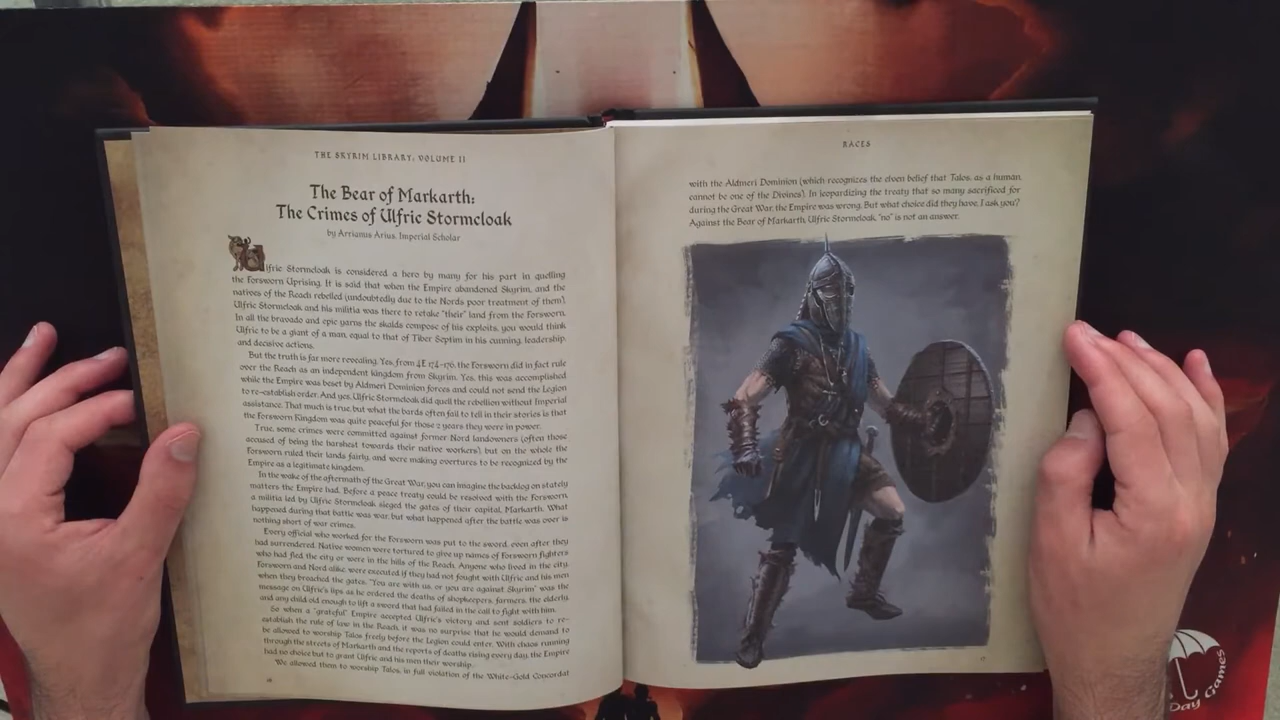 THE SKYRIM LIBRARY: VOLUME II
The Bear of Markarth:
The Crimes of Ulfric Stormcloak
by Arrianus Arius, Imperial Scholar
Ulfric Stormcloak is considered a hero by many for his part in quelling
the Forsworn Uprising. It is said that when the Empire abandoned Skyrim, and the
natives of the Reach rebelled (undoubtedly due to the Nords poor treatment of them),
Ulfric Stormcloak and his militia was there to retake "their" land from the Forsworn.
In all the bravado and epic yarns the skalds compose of his exploits, you would think
Ulfric to be a giant of a man, equal to that of Tiber Septim in his cunning, leadership,
and decisive actions.
But the truth is far more revealing. Yes, from 4E 174-176, the Forsworn did in fact rule
over the Reach as an independent kingdom from Skyrim. Yes, this was accomplished
while the Empire was beset by Aldmeri Dominion forces and could not send the Legion
to re-establish order. And yes, Ulfric Stormcloak did quell the rebellion without Imperial
assistance. That much is true, but what the bards often fail to tell in their stories is that
the Forsworn Kingdom was quite peaceful for those 2 years they were in power.
True, some crimes were committed against former Nord landowners (often those
accused of being the harshest towards their native workers), but on the whole the
Forsworn ruled their lands fairly, and were making overtures to be recognized by the
Empire as a legitimate kingdom.
In the wake of the aftermath of the Great War, you can imagine the backlog on stately
matters the Empire had. Before a peace treaty could be resolved with the Forsworn,
a militia led by Ulfric Stormcloak sieged the gates of their capital, Markarth. What
happened during that battle was war, but what happened after the battle was over is
nothing short of war crimes.
Every official who worked for the Forsworn was put to the sword, even after they
had surrendered. Native women were tortured to give up names of Forsworn fighters
who had fled the city or were in the hills of the Reach. Anyone who lived in the city,
Forsworn and Nord alike, were executed if they had not fought with Ulfric and his men
when they breached the gates. "You are with us, or you are against Skyrim" was the
message on Ulfric's lips as he ordered the deaths of shopkeepers, farmers, the elderly,
and any child old enough to lift a sword that had failed in the call to fight with him.
So when a "grateful" Empire accepted Ulfric's victory and sent soldiers to re-
establish the rule of law in the Reach, it was no surprise that he would demand to
be allowed to worship Talos freely before the Legion could enter. With chaos running
through the streets of Markarth and the reports of deaths rising every day, the Empire
had no choice but to grant Ulfric and his men their worship.
We allowed them to worship Talos, in full violation of the White-Gold Concordat
RACES
with the Aldmeri Dominion (which recognizes the elven belief that Talos, as a human,
cannot be one of the Divines). In jeopardizing the treaty that so many sacrificed for
during the Great War, the Empire was wrong. But what choice did they have, I ask you?
Against the Bear of Markarth, Ulfric Stormcloak, "no" is not an answer.
Day Games